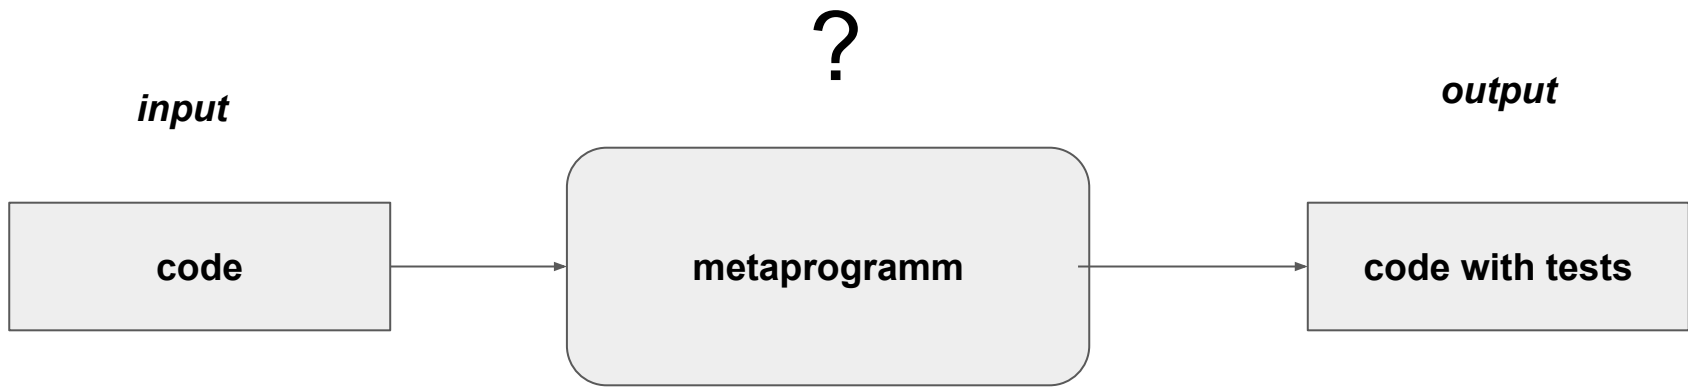 ?
input
output
code
metaprogramm
code with tests